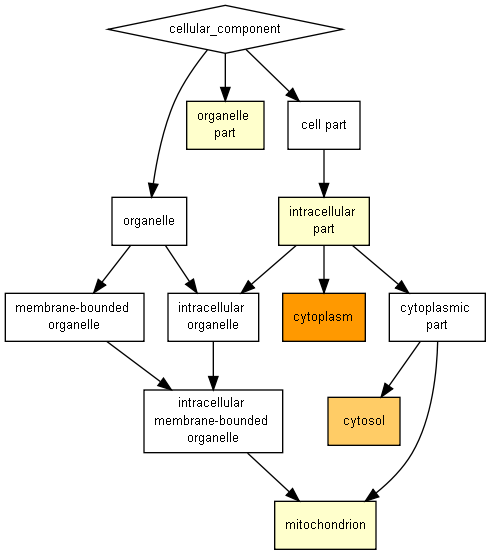 cellular_component
organelle
part
cell part
organelle
intracellular
part
membrane-bounded
organelle
intracellular
organelle
cytoplasm
cytoplasmic
part
intracellular
membrane-bounded
organelle
cytosol
mitochondrion